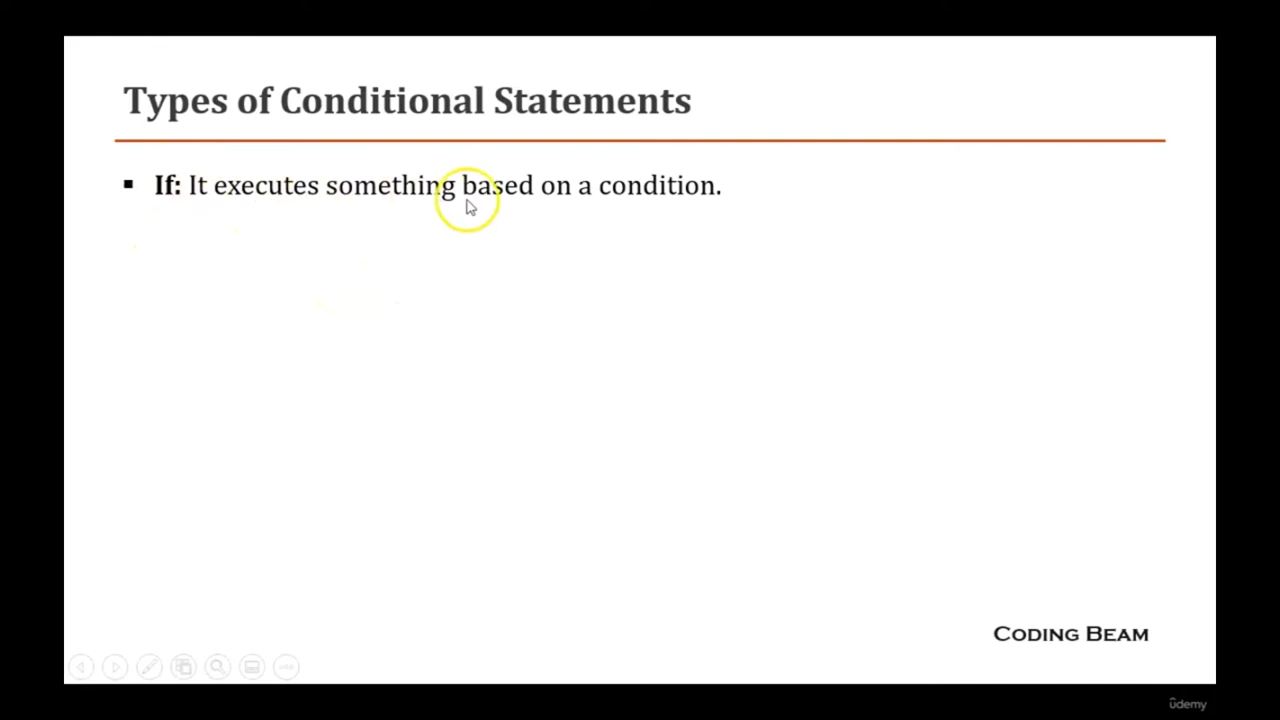 Types of Conditional Statements
▪ If: It executes something based on a condition.
CODING BEAM
ûdemy